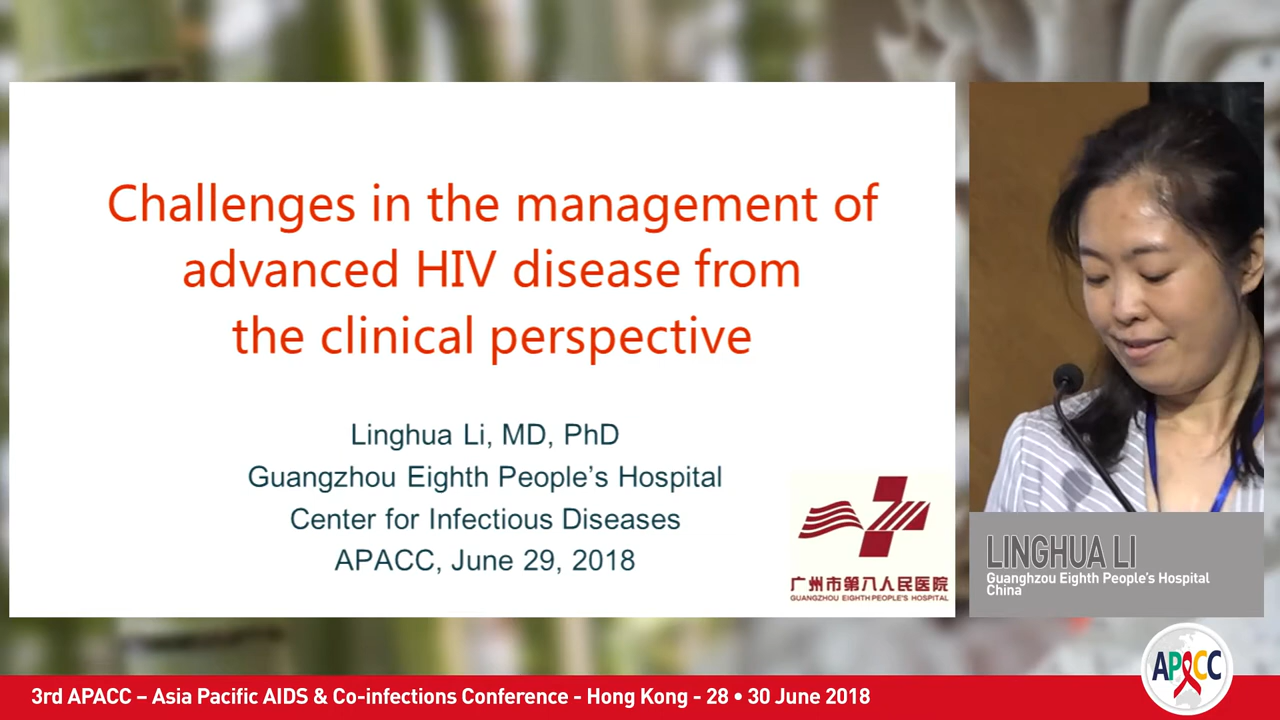 Challenges in the management of
advanced HIV disease from
the clinical perspective
Linghua Li, MD, PhD
Guangzhou Eighth People's Hospital
Center for Infectious Diseases
APACC, June 29, 2018
广州市第八人民医院
GUANGZHOU EIGHTH PEOPLE'S HOSPITAL
LINGHUA LI
Guanghzou Eighth People's Hospital
China
APACC
3rd APACC – Asia Pacific AIDS & Co-infections Conference - Hong Kong - 28 • 30 June 2018